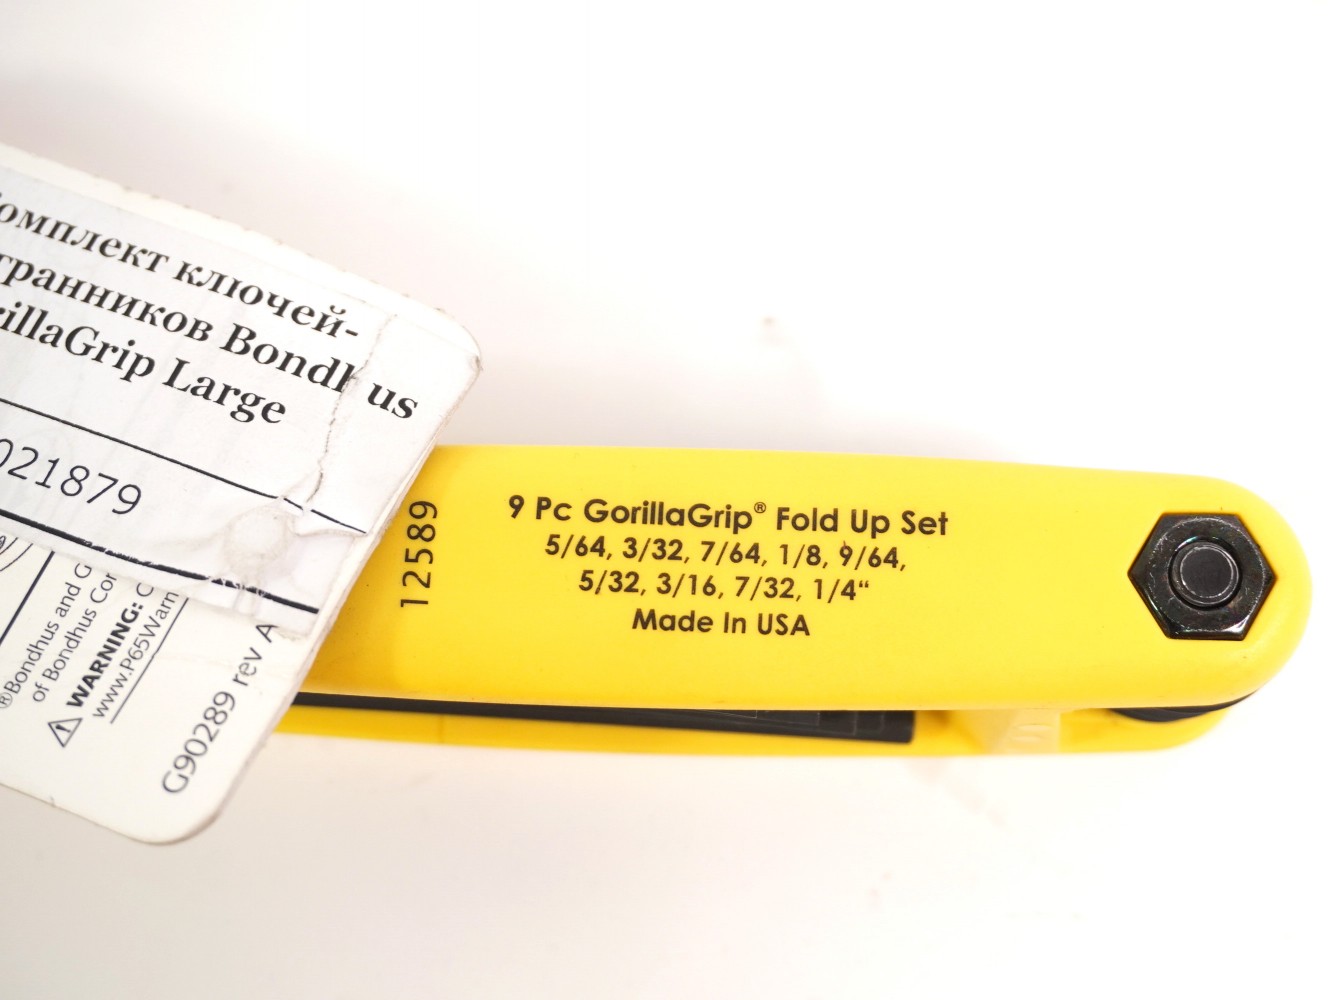 омплект ключей-
гранников Bondhus
rillaGrip Large
021879
®Bondhus and G
of Bondhus Cor
⚠ WARNING: C
www.P65Warn
G90289 rev A
12589
9 Pc GorillaGrip® Fold Up Set
5/64, 3/32, 7/64, 1/8, 9/64,
5/32, 3/16, 7/32, 1/4“
Made In USA